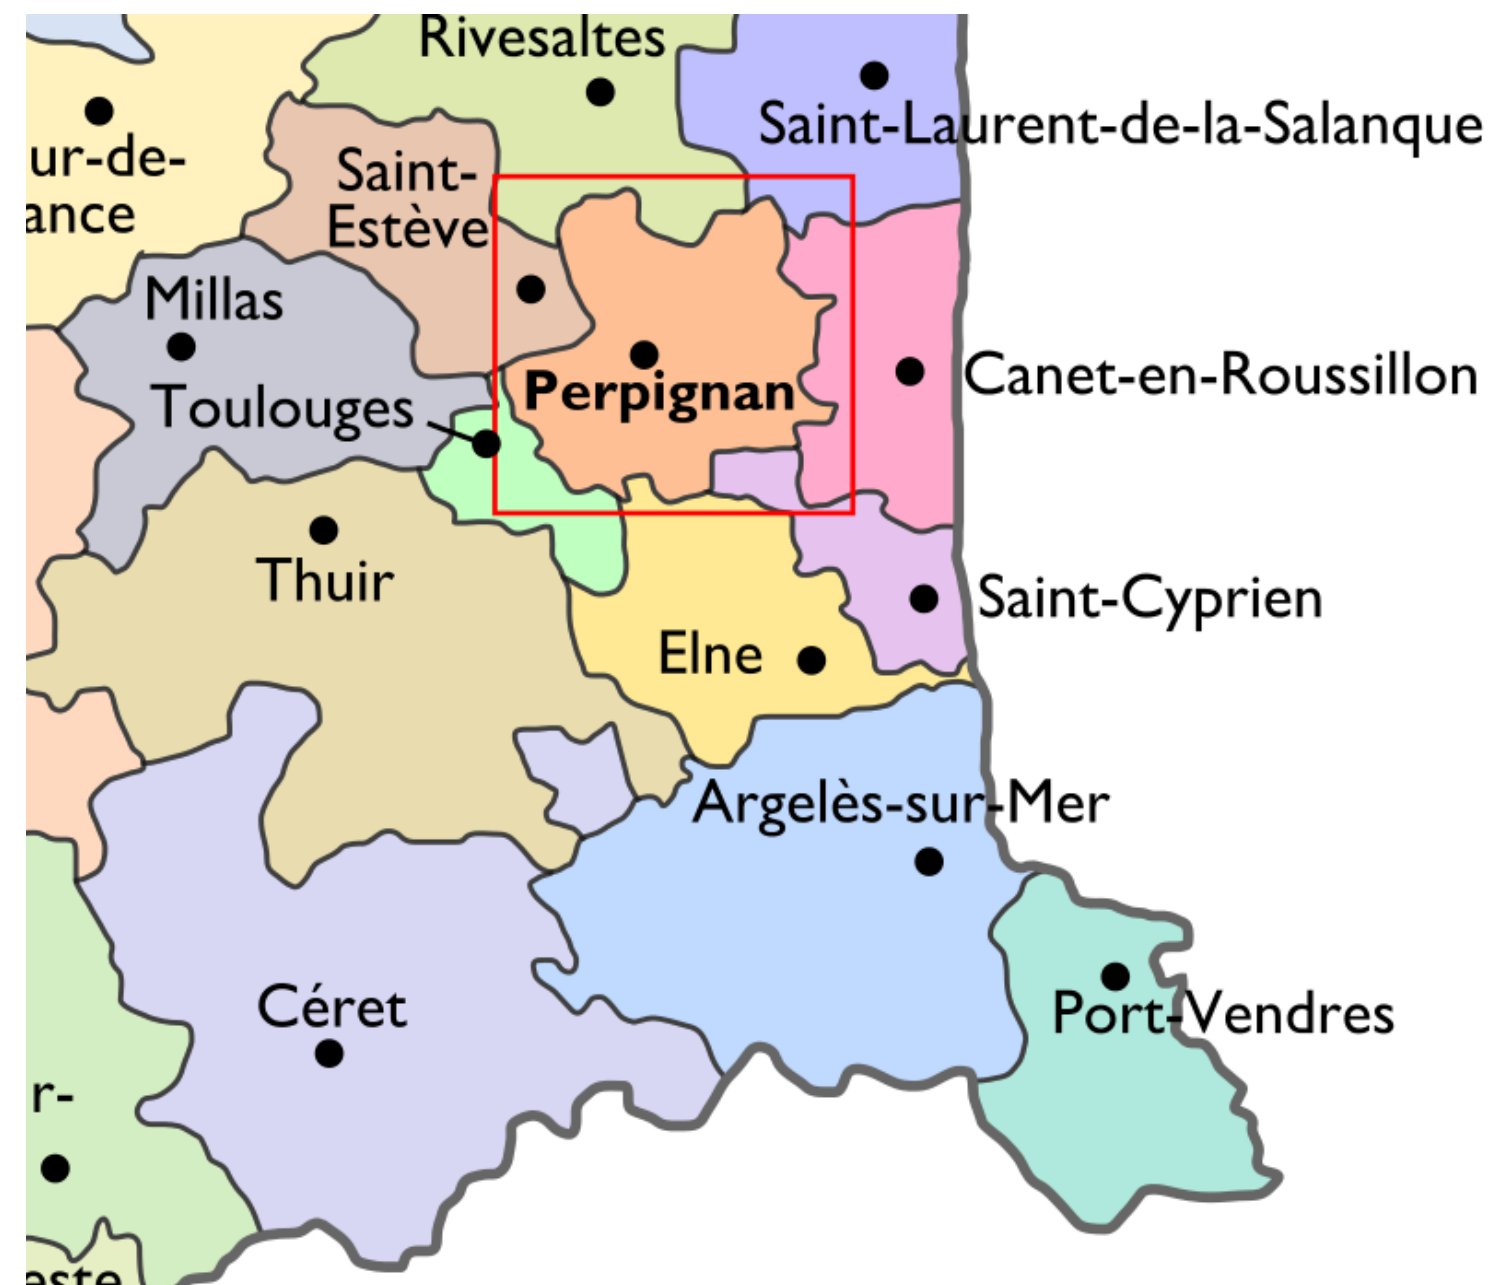 Rivesaltes
Saint-Laurent-de-la-Salanque
ur-de-
ance
Saint-
Estève
Millas
Toulouges
Perpignan
Canet-en-Roussillon
Thuir
Saint-Cyprien
Elne
Argelès-sur-Mer
Céret
Port-Vendres
r-
este